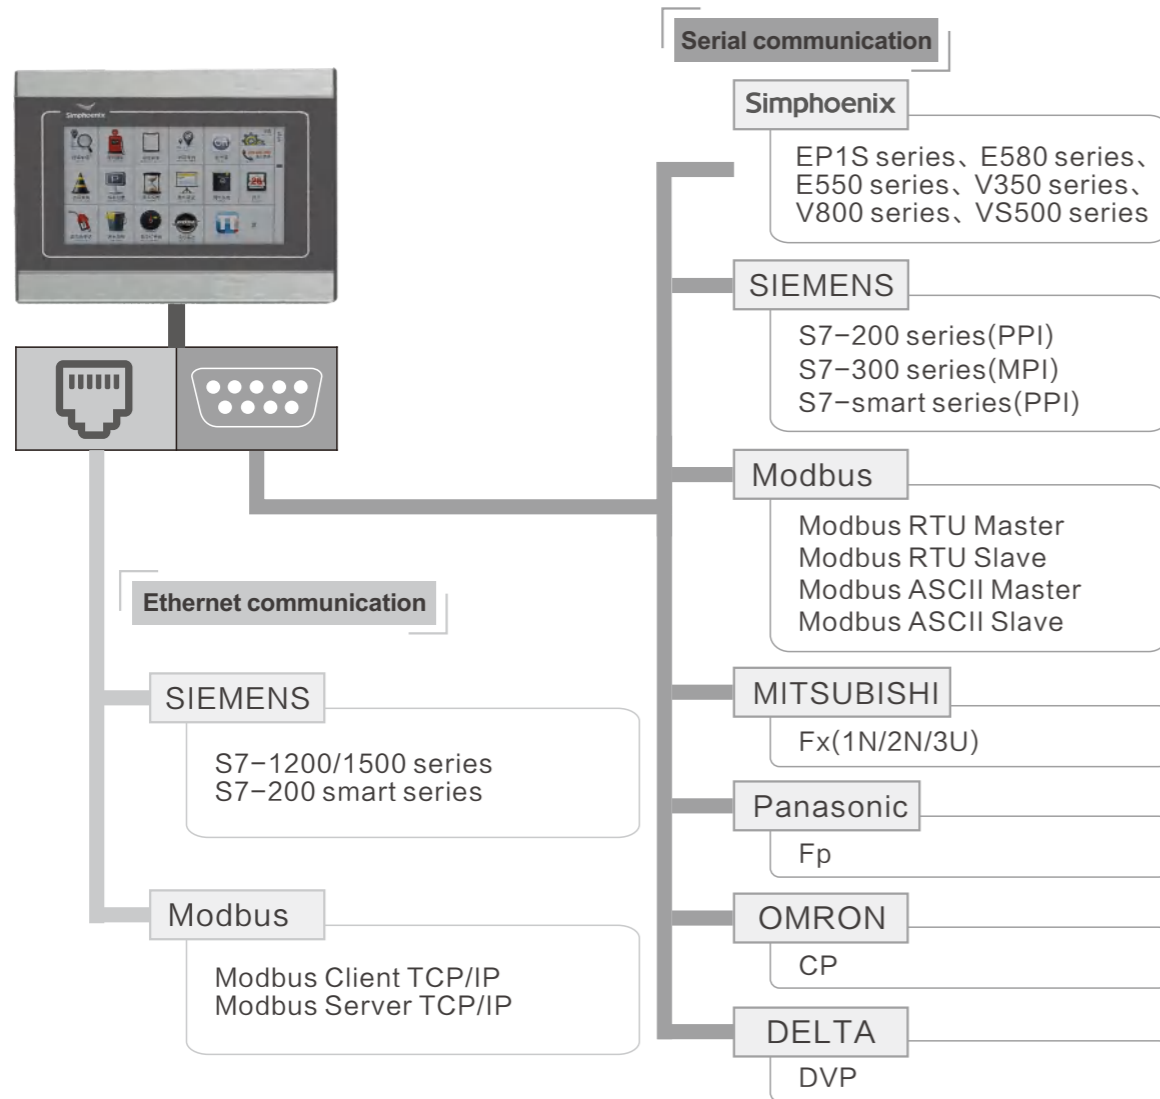 Serial communication
Simphoenix
EP1S series、E580 series、
E550 series、V350 series、
V800 series、VS500 series
SIEMENS
S7-200 series(PPI)
S7-300 series(MPI)
S7-smart series(PPI)
Modbus
Modbus RTU Master
Modbus RTU Slave
Modbus ASCII Master
Modbus ASCII Slave
MITSUBISHI
Fx(1N/2N/3U)
Panasonic
Fp
OMRON
CP
DELTA
DVP
Simphoenix
Ethernet communication
SIEMENS
S7-1200/1500 series
S7-200 smart series
Modbus
Modbus Client TCP/IP
Modbus Server TCP/IP